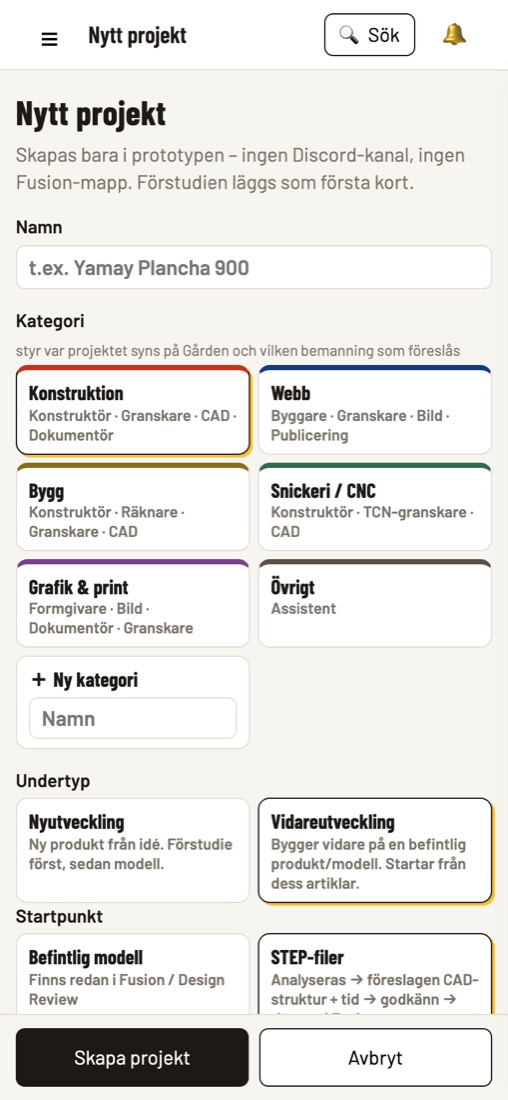 ≡ Nytt projekt 🔍 Sök 🔔
Nytt projekt
Skapas bara i prototypen – ingen Discord-kanal, ingen
Fusion-mapp. Förstudien läggs som första kort.
Namn
t.ex. Yamay Plancha 900
Kategori
styr var projektet syns på Gården och vilken bemanning som föreslås
Konstruktion
Konstruktör · Granskare · CAD ·
Dokumentör
Webb
Byggare · Granskare · Bild ·
Publicering
Bygg
Konstruktör · Räknare ·
Granskare · CAD
Snickeri / CNC
Konstruktör · TCN-granskare ·
CAD
Grafik & print
Formgivare · Bild ·
Dokumentör · Granskare
Övrigt
Assistent
+ Ny kategori
Namn
Undertyp
Nyutveckling
Ny produkt från idé. Förstudie
först, sedan modell.
Vidareutveckling
Bygger vidare på en befintlig
produkt/modell. Startar från
dess artiklar.
Startpunkt
Befintlig modell
Finns redan i Fusion / Design
Review
STEP-filer
Analyseras → föreslagen CAD-
struktur + tid → godkänn →
Skapa projekt
Avbryt